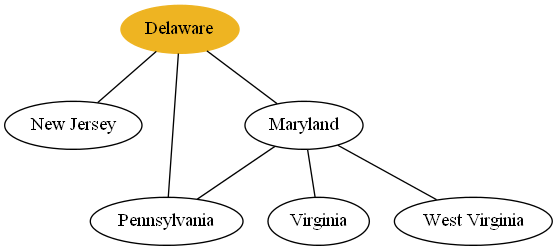 Delaware
New Jersey
Maryland
Pennsylvania
Virginia
West Virginia